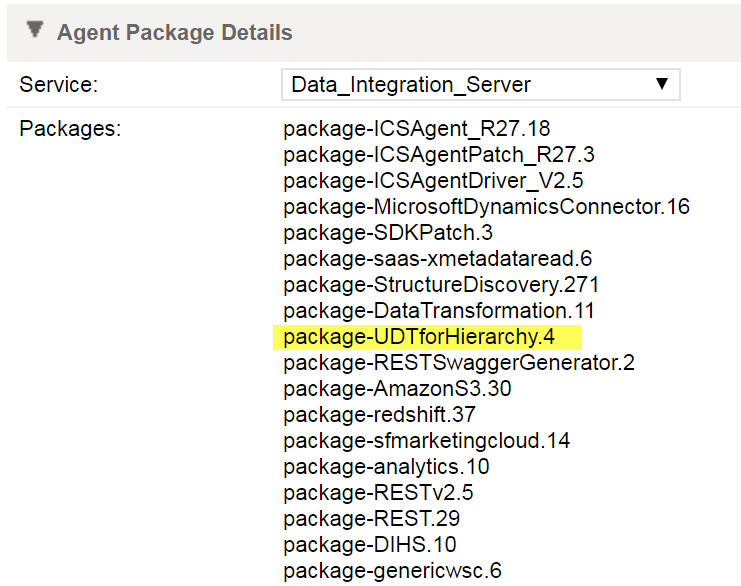 Agent Package Details
Service: Data_Integration_Server
Packages: package-ICSAgent_R27.18
package-ICSAgentPatch_R27.3
package-ICSAgentDriver_V2.5
package-MicrosoftDynamicsConnector.16
package-SDKPatch.3
package-saas-xmetadataread.6
package-StructureDiscovery.271
package-DataTransformation.11
package-UDTforHierarchy.4
package-RESTSwaggerGenerator.2
package-AmazonS3.30
package-redshift.37
package-sfmarketingcloud.14
package-analytics.10
package-RESTv2.5
package-REST.29
package-DIHS.10
package-genericwsc.6